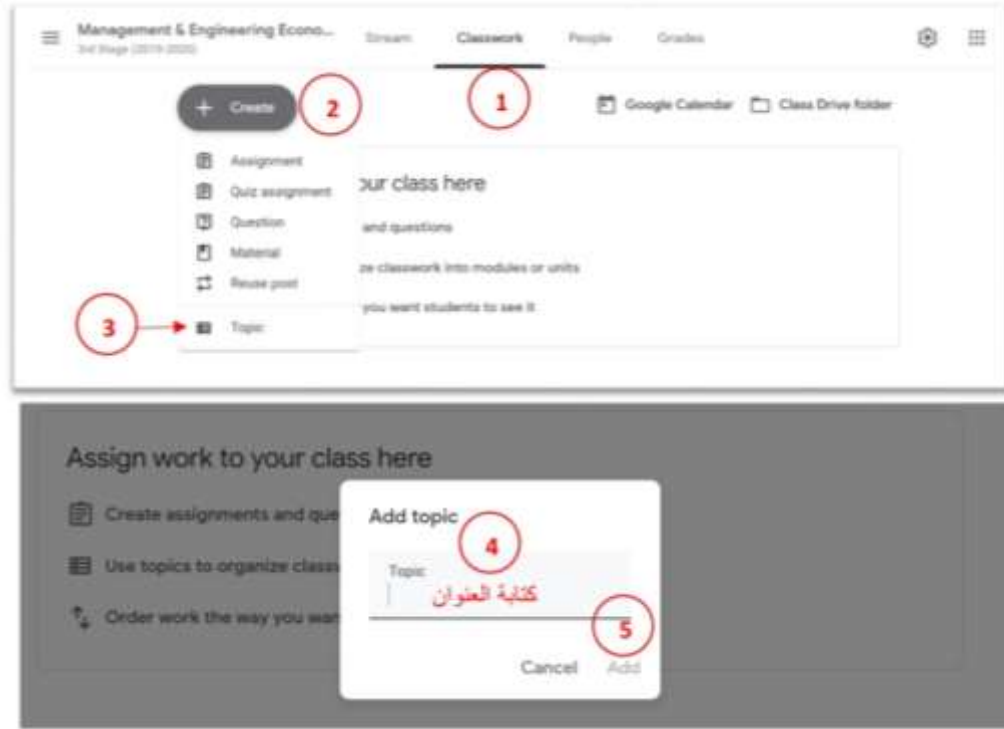 Management & Engineering Econo...
3rd Stage (2019-2020)
Stream Classwork People Grades
1
+ Create
2
Google Calendar Class Drive folder
Assignment
Quiz assignment
Question
Material
Reuse post
3
Topic
our class here
and questions
ze classwork into modules or units
you want students to see it
Assign work to your class here
Create assignments and que
Use topics to organize class
Order work the way you wan
Add topic
4
Topic
كتابة العنوان
5
Cancel Add